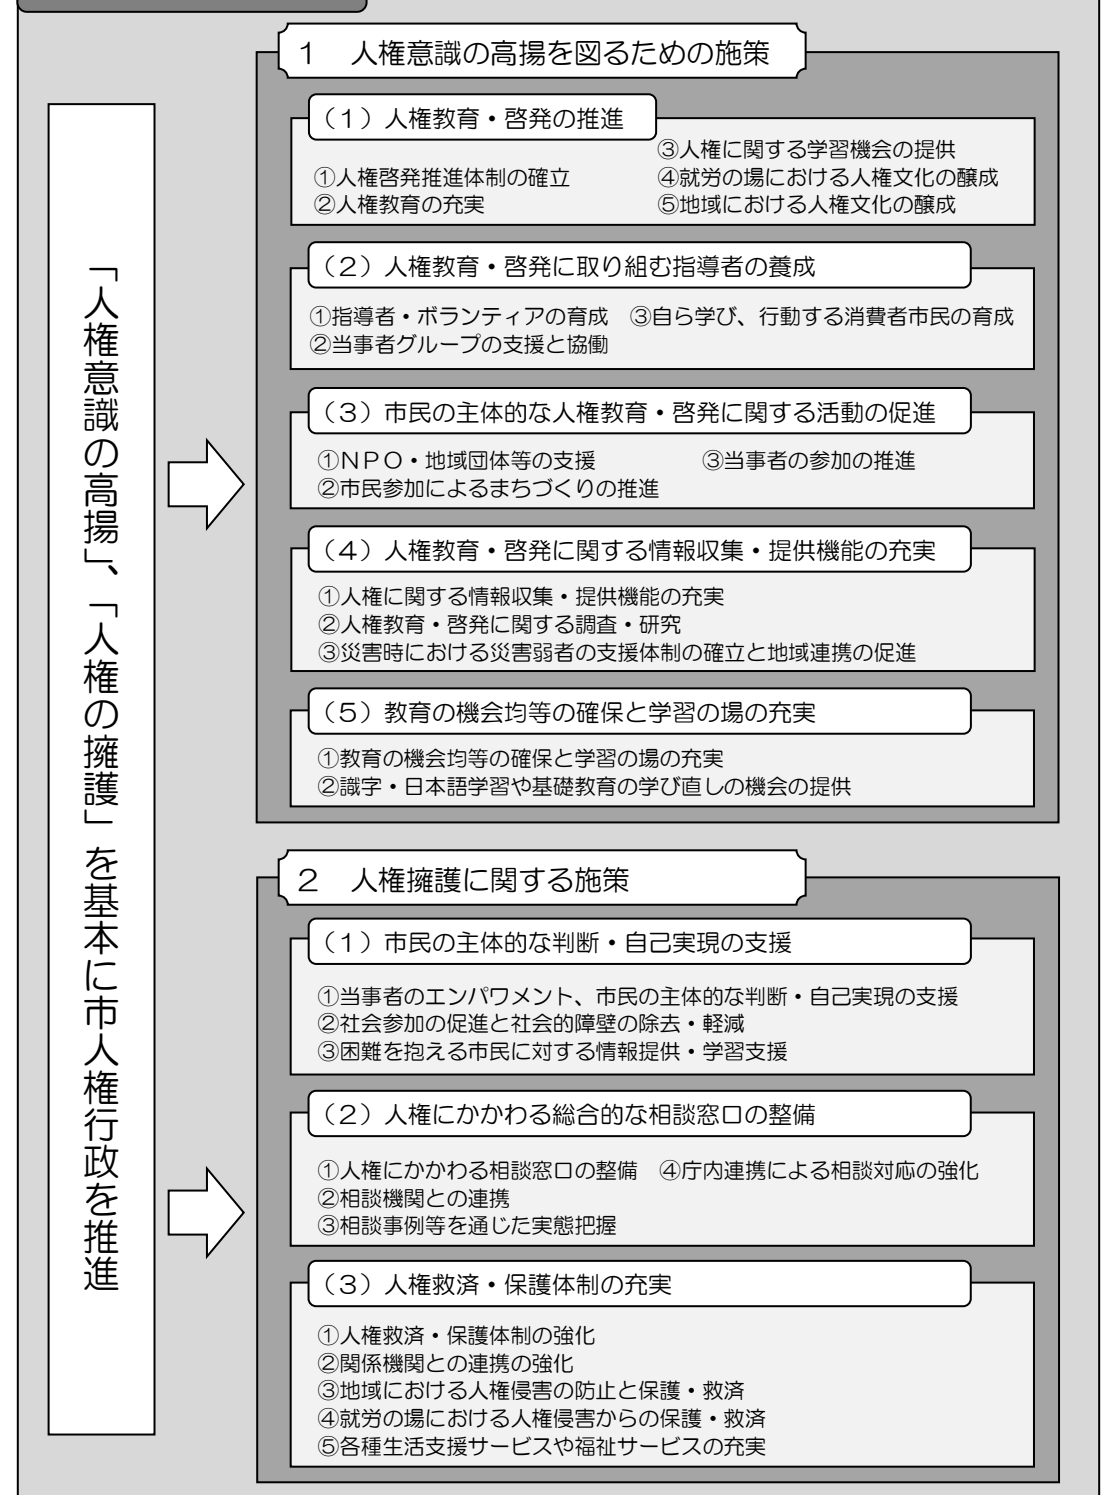 「人権意識の高揚」、「人権の擁護」を基本に市人権行政を推進
1　人権意識の高揚を図るための施策
（1）人権教育・啓発の推進
①人権啓発推進体制の確立
②人権教育の充実
③人権に関する学習機会の提供
④就労の場における人権文化の醸成
⑤地域における人権文化の醸成
（2）人権教育・啓発に取り組む指導者の養成
①指導者・ボランティアの育成　③自ら学び、行動する消費者市民の育成
②当事者グループの支援と協働
（3）市民の主体的な人権教育・啓発に関する活動の促進
①ＮＰＯ・地域団体等の支援　③当事者の参加の推進
②市民参加によるまちづくりの推進
（4）人権教育・啓発に関する情報収集・提供機能の充実
①人権に関する情報収集・提供機能の充実
②人権教育・啓発に関する調査・研究
③災害時における災害弱者の支援体制の確立と地域連携の促進
（5）教育の機会均等の確保と学習の場の充実
①教育の機会均等の確保と学習の場の充実
②識字・日本語学習や基礎教育の学び直しの機会の提供
2　人権擁護に関する施策
（1）市民の主体的な判断・自己実現の支援
①当事者のエンパワメント、市民の主体的な判断・自己実現の支援
②社会参加の促進と社会的障壁の除去・軽減
③困難を抱える市民に対する情報提供・学習支援
（2）人権にかかわる総合的な相談窓口の整備
①人権にかかわる相談窓口の整備　④庁内連携による相談対応の強化
②相談機関との連携
③相談事例等を通じた実態把握
（3）人権救済・保護体制の充実
①人権救済・保護体制の強化
②関係機関との連携の強化
③地域における人権侵害の防止と保護・救済
④就労の場における人権侵害からの保護・救済
⑤各種生活支援サービスや福祉サービスの充実